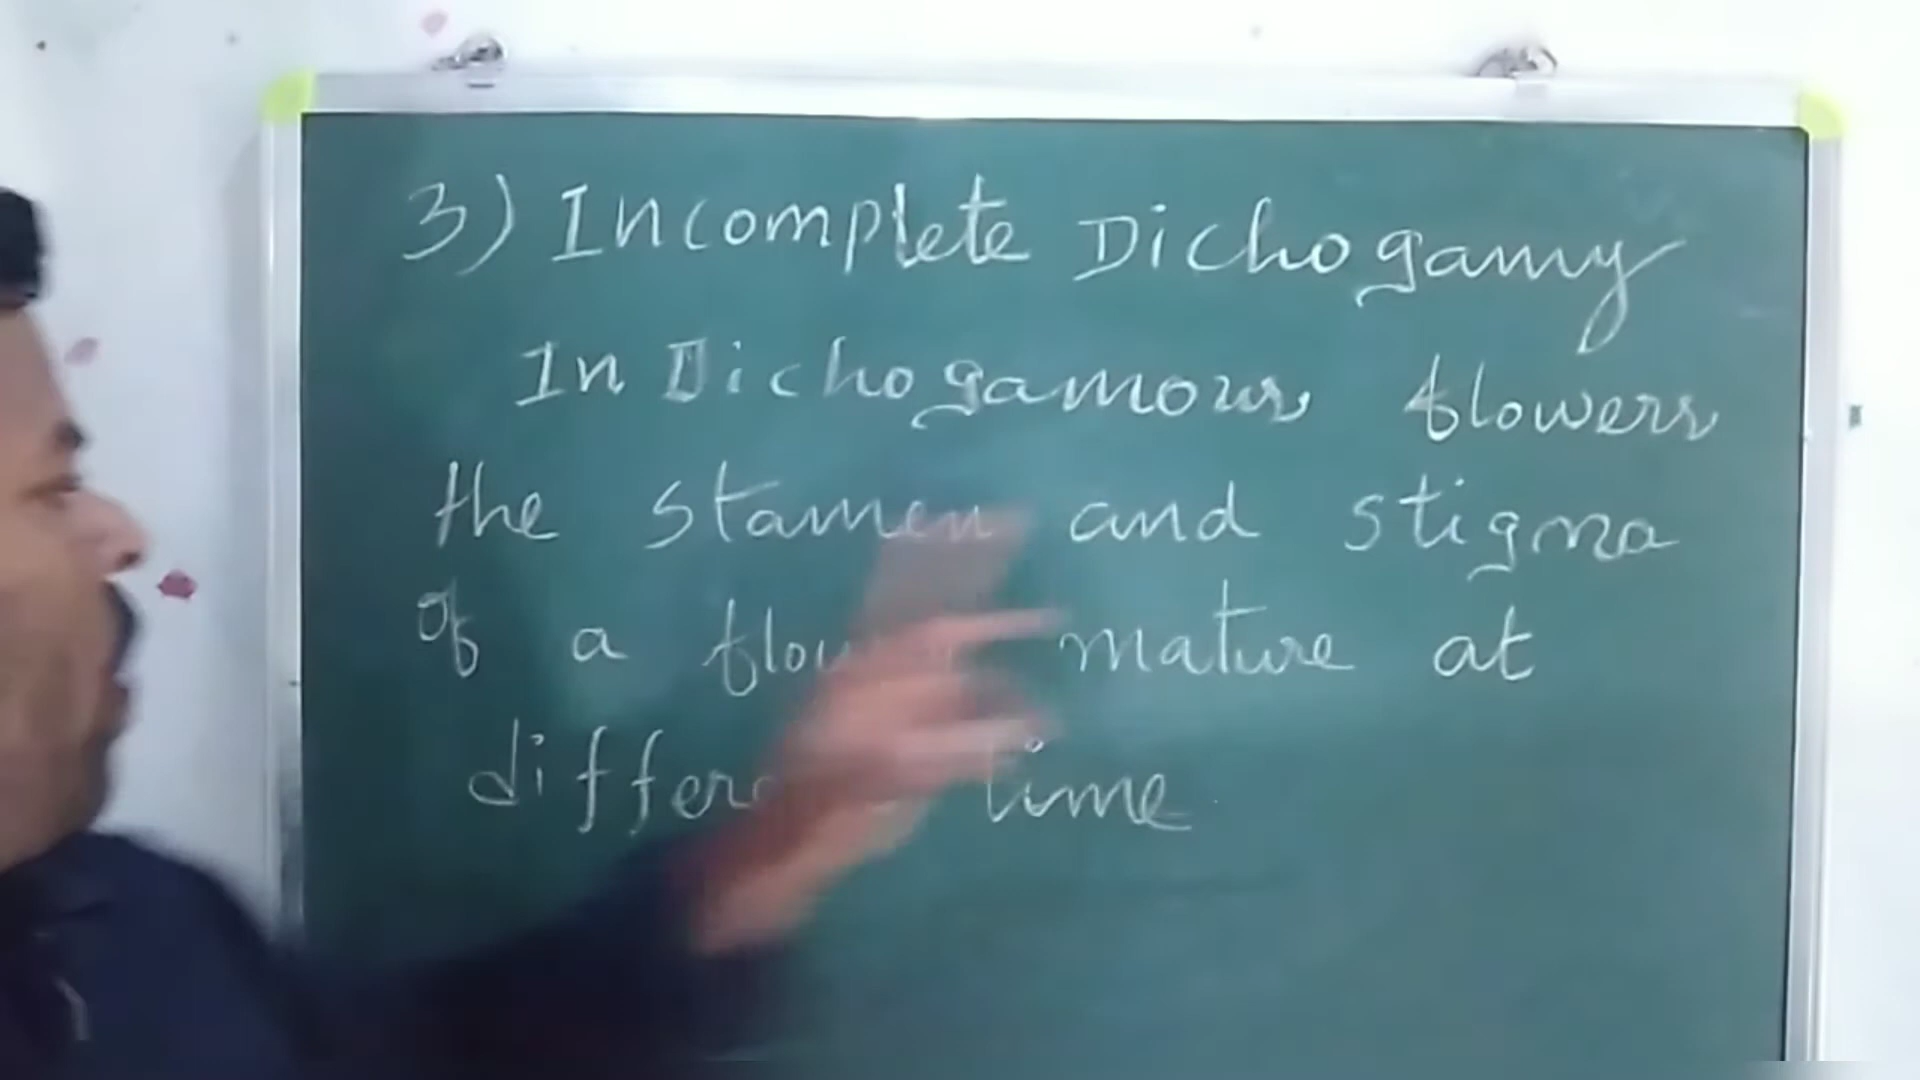 3) Incomplete Dichogamy
In Dichogamous flowers
the stamen and stigma
of a mature at
time